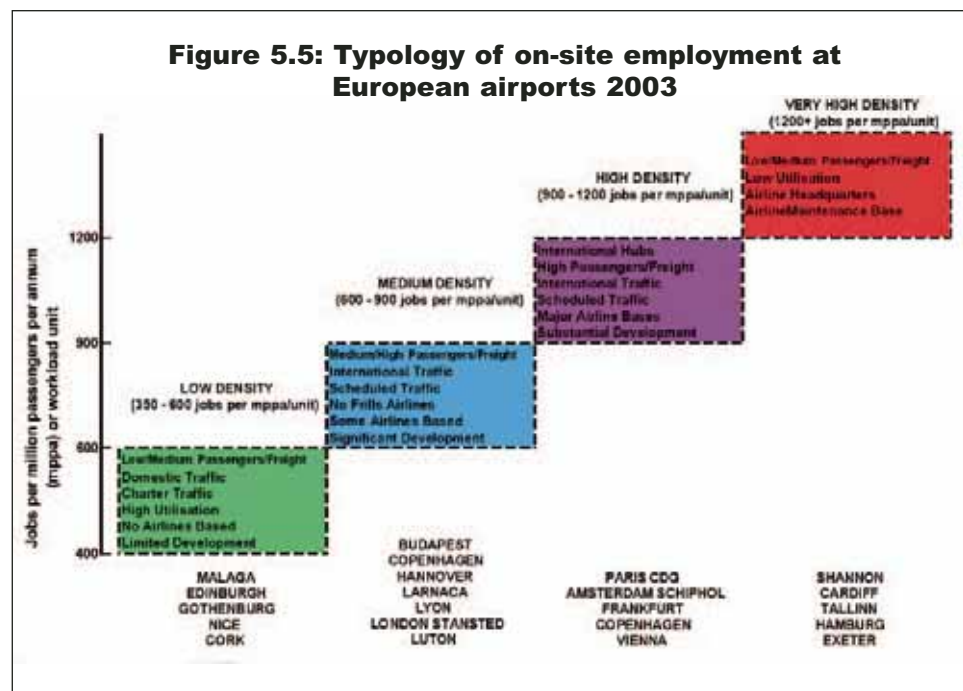 Figure 5.5: Typology of on-site employment at
European airports 2003
VERY HIGH DENSITY
(1200+ jobs per mppa/unit)
Low/Medium Passengers/Freight
Low Utilisation
Airline Headquarters
AirlineMaintenance Base
HIGH DENSITY
(900 - 1200 jobs per mppa/unit)
International Hubs
High Passengers/Freight
International Traffic
Scheduled Traffic
Major Airline Bases
Substantial Development
MEDIUM DENSITY
(600 - 900 jobs per mppa/unit)
Medium/High Passengers/Freight
International Traffic
Scheduled Traffic
No Frills Airlines
Some Airlines Based
Significant Development
LOW DENSITY
(350 - 600 jobs per mppa/unit)
Low/Medium Passengers/Freight
Domestic Traffic
Charter Traffic
High Utilisation
No Airlines Based
Limited Development
Jobs per million passengers per annum
(mppa) or workload unit
1200
900
600
400
MALAGA
EDINBURGH
GOTHENBURG
NICE
CORK
BUDAPEST
COPENHAGEN
HANNOVER
LARNACA
LYON
LONDON STANSTED
LUTON
PARIS CDG
AMSTERDAM SCHIPHOL
FRANKFURT
COPENHAGEN
VIENNA
SHANNON
CARDIFF
TALLINN
HAMBURG
EXETER